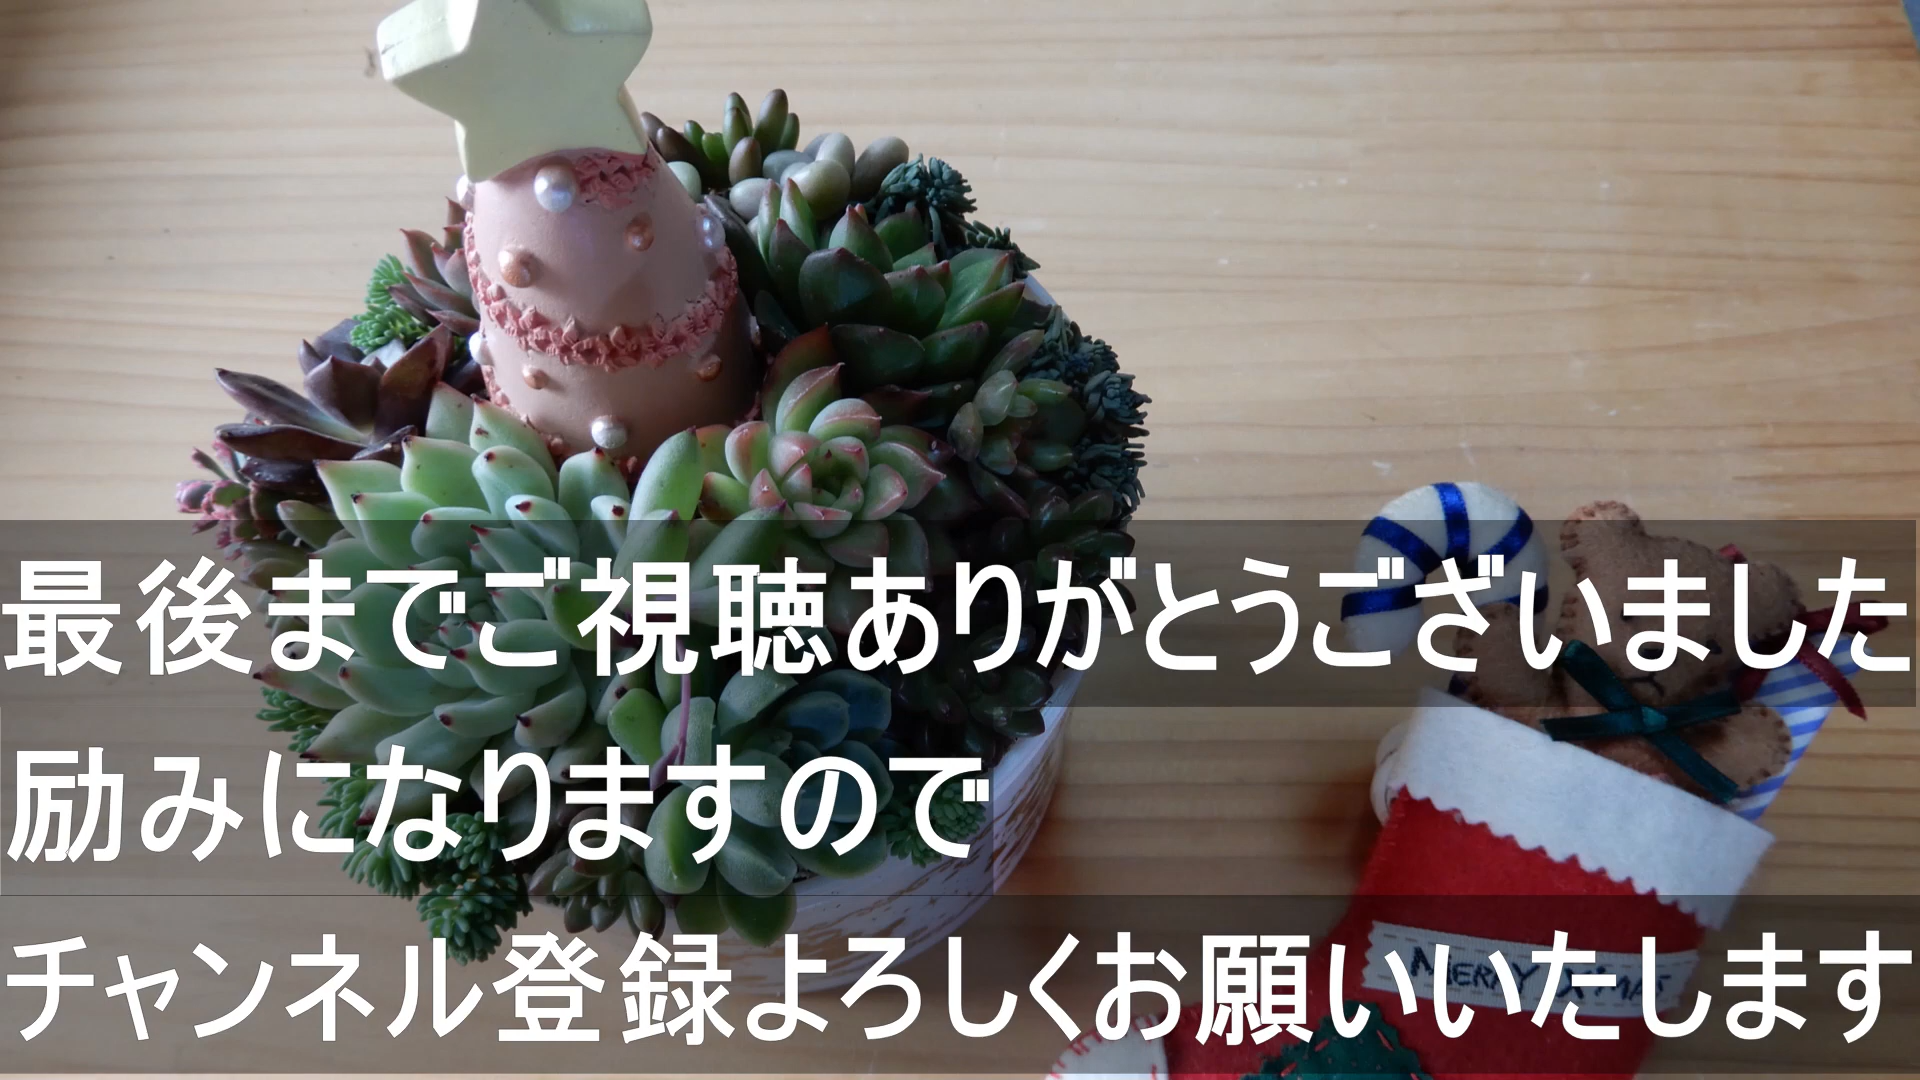 最後までご視聴ありがとうございました
励みになりますので
チャンネル登録よろしくお願いいたします
MERRY X'MAS